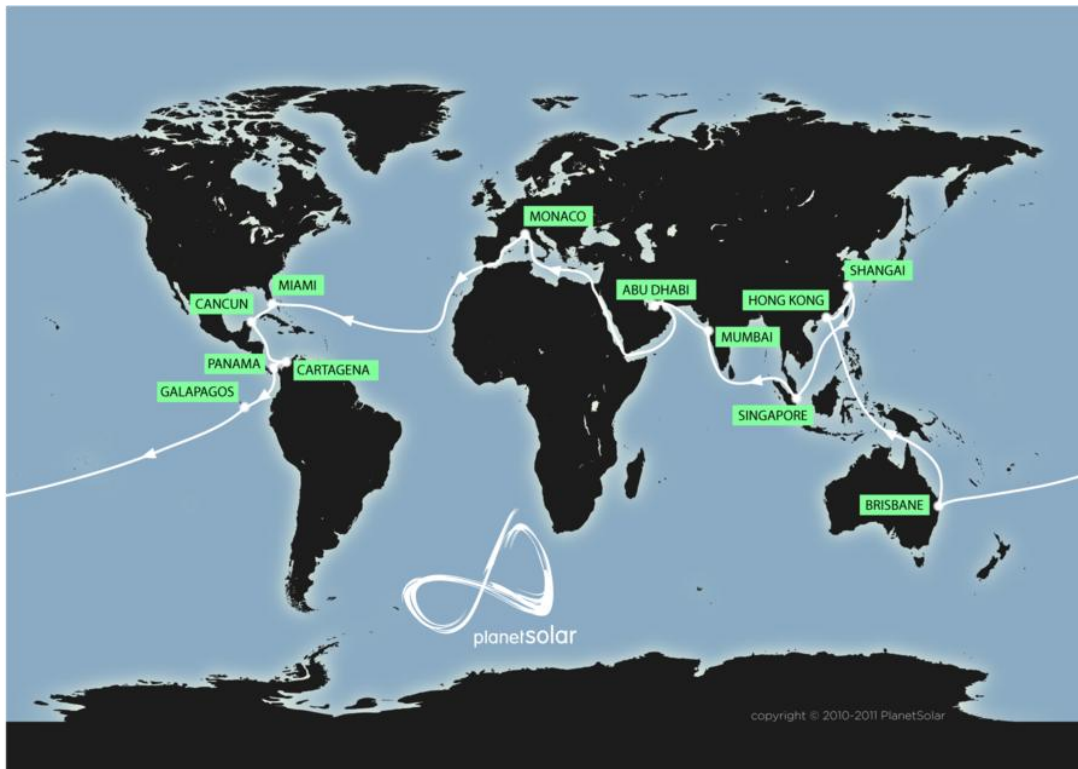 MONACO
SHANGAI
MIAMI
ABU DHABI
HONG KONG
CANCUN
MUMBAI
PANAMA
CARTAGENA
GALAPAGOS
SINGAPORE
BRISBANE
planetsolar
copyright © 2010-2011 PlanetSolar